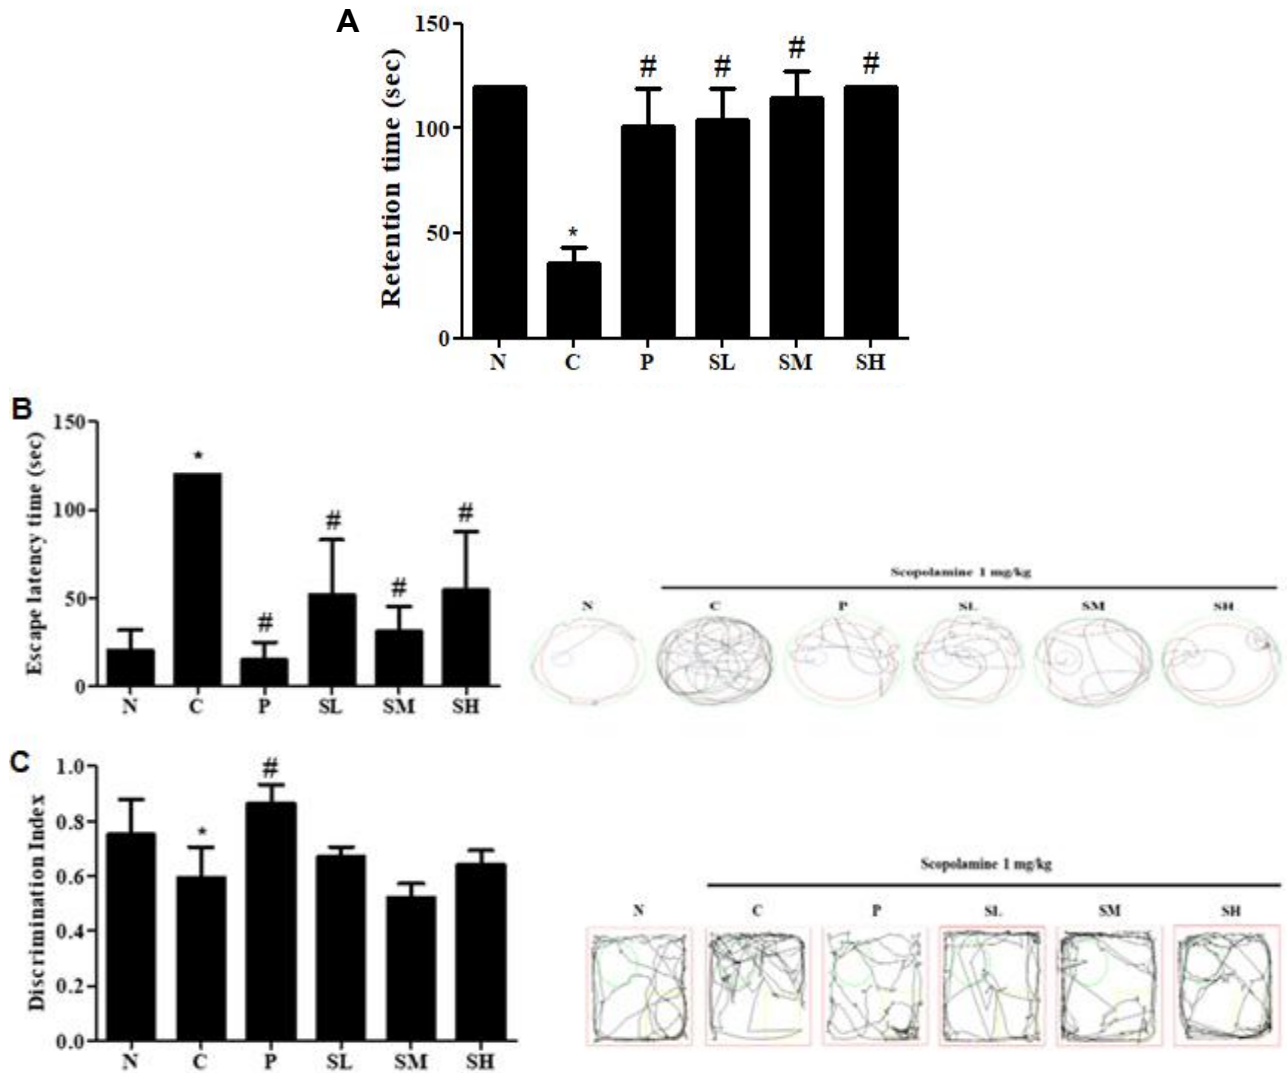 A
150
100
50
0
Retention time (sec)
#
#
#
#
*
N C P SL SM SH
B
150
100
50
0
Escape latency time (sec)
*
#
#
#
#
N C P SL SM SH
Scopolamine 1 mg/kg
N C P SL SM SH
C
1.0
0.8
0.6
0.4
0.2
0.0
Discrimination Index
#
*
N C P SL SM SH
Scopolamine 1 mg/kg
N C P SL SM SH